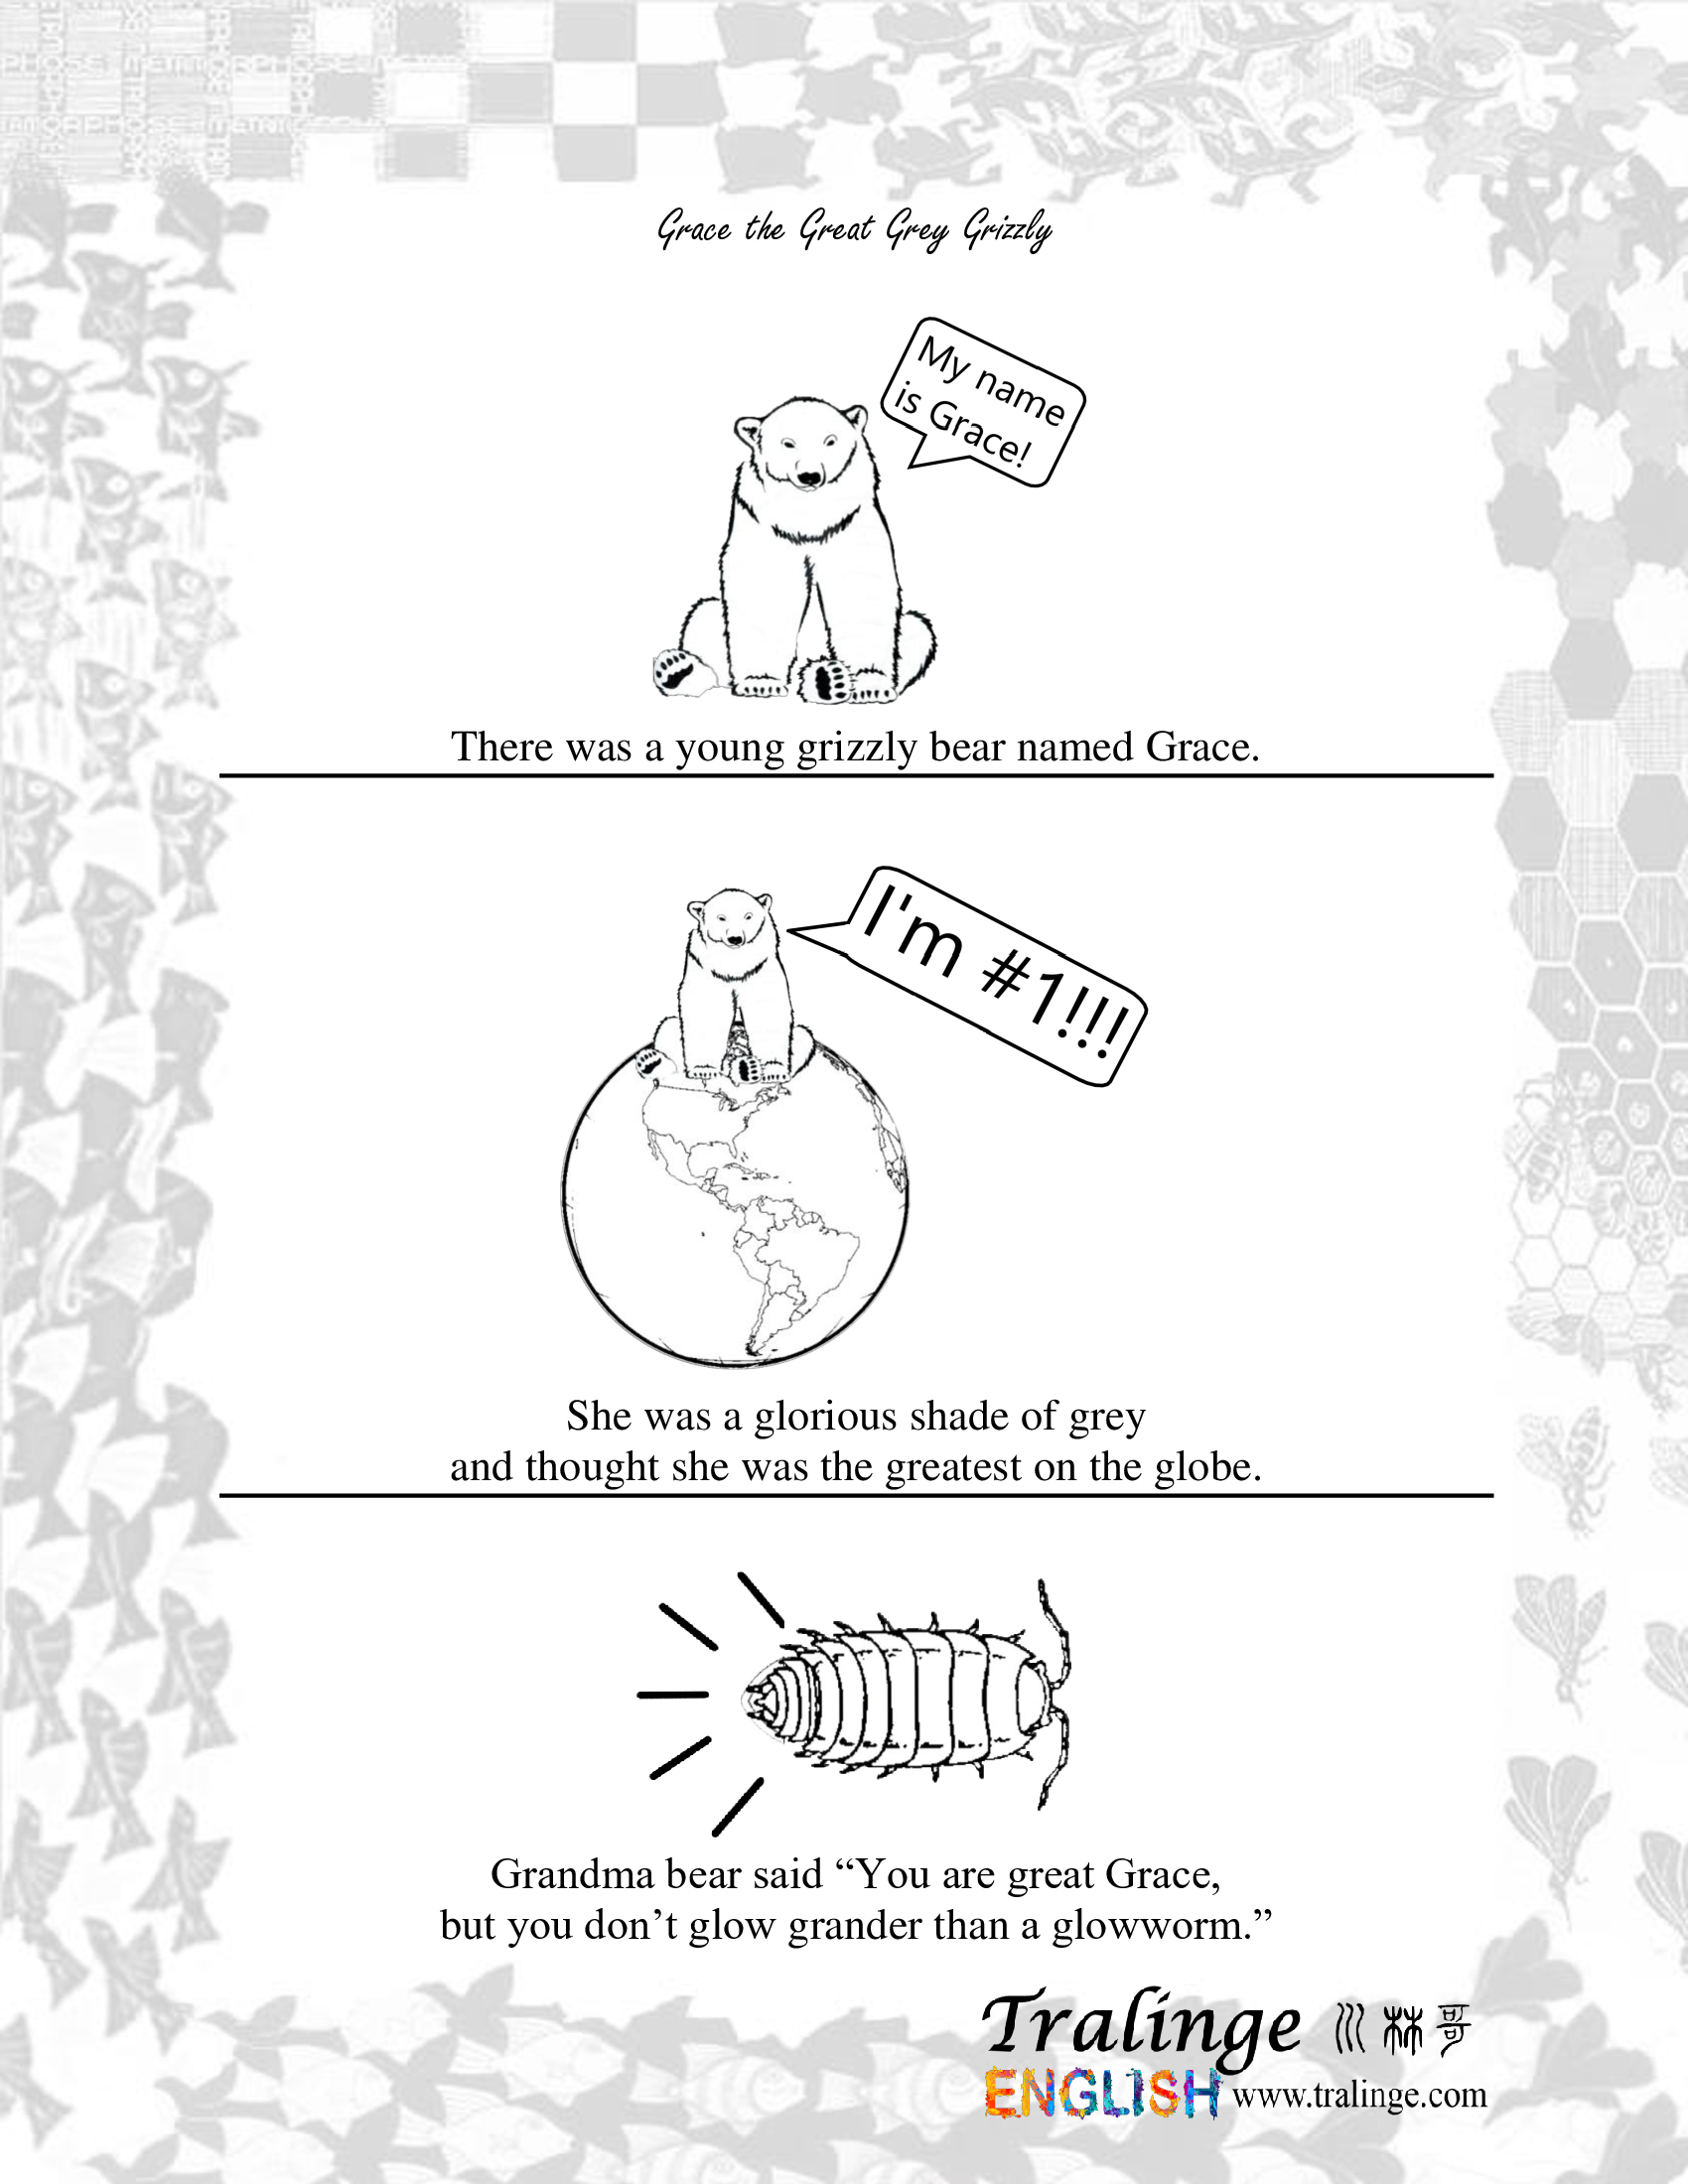 METAMORPHOSE
Grace the Great Grey Grizzly
My name
is Grace!
There was a young grizzly bear named Grace.
I'm #1!!!
She was a glorious shade of grey
and thought she was the greatest on the globe.
Grandma bear said “You are great Grace,
but you don’t glow grander than a glowworm.”
Tralinge 川林哥
ENGLISH www.tralinge.com